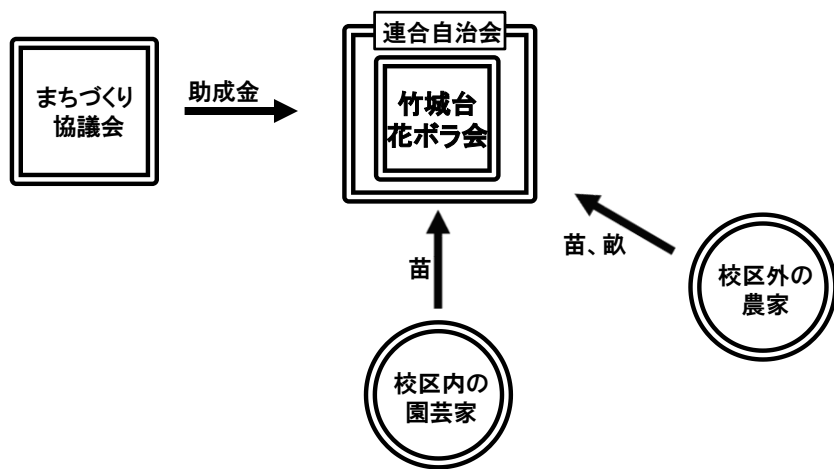 連合自治会
まちづくり
協議会
助成金
竹城台
花ボラ会
苗
苗、畝
校区外の
農家
校区内の
園芸家